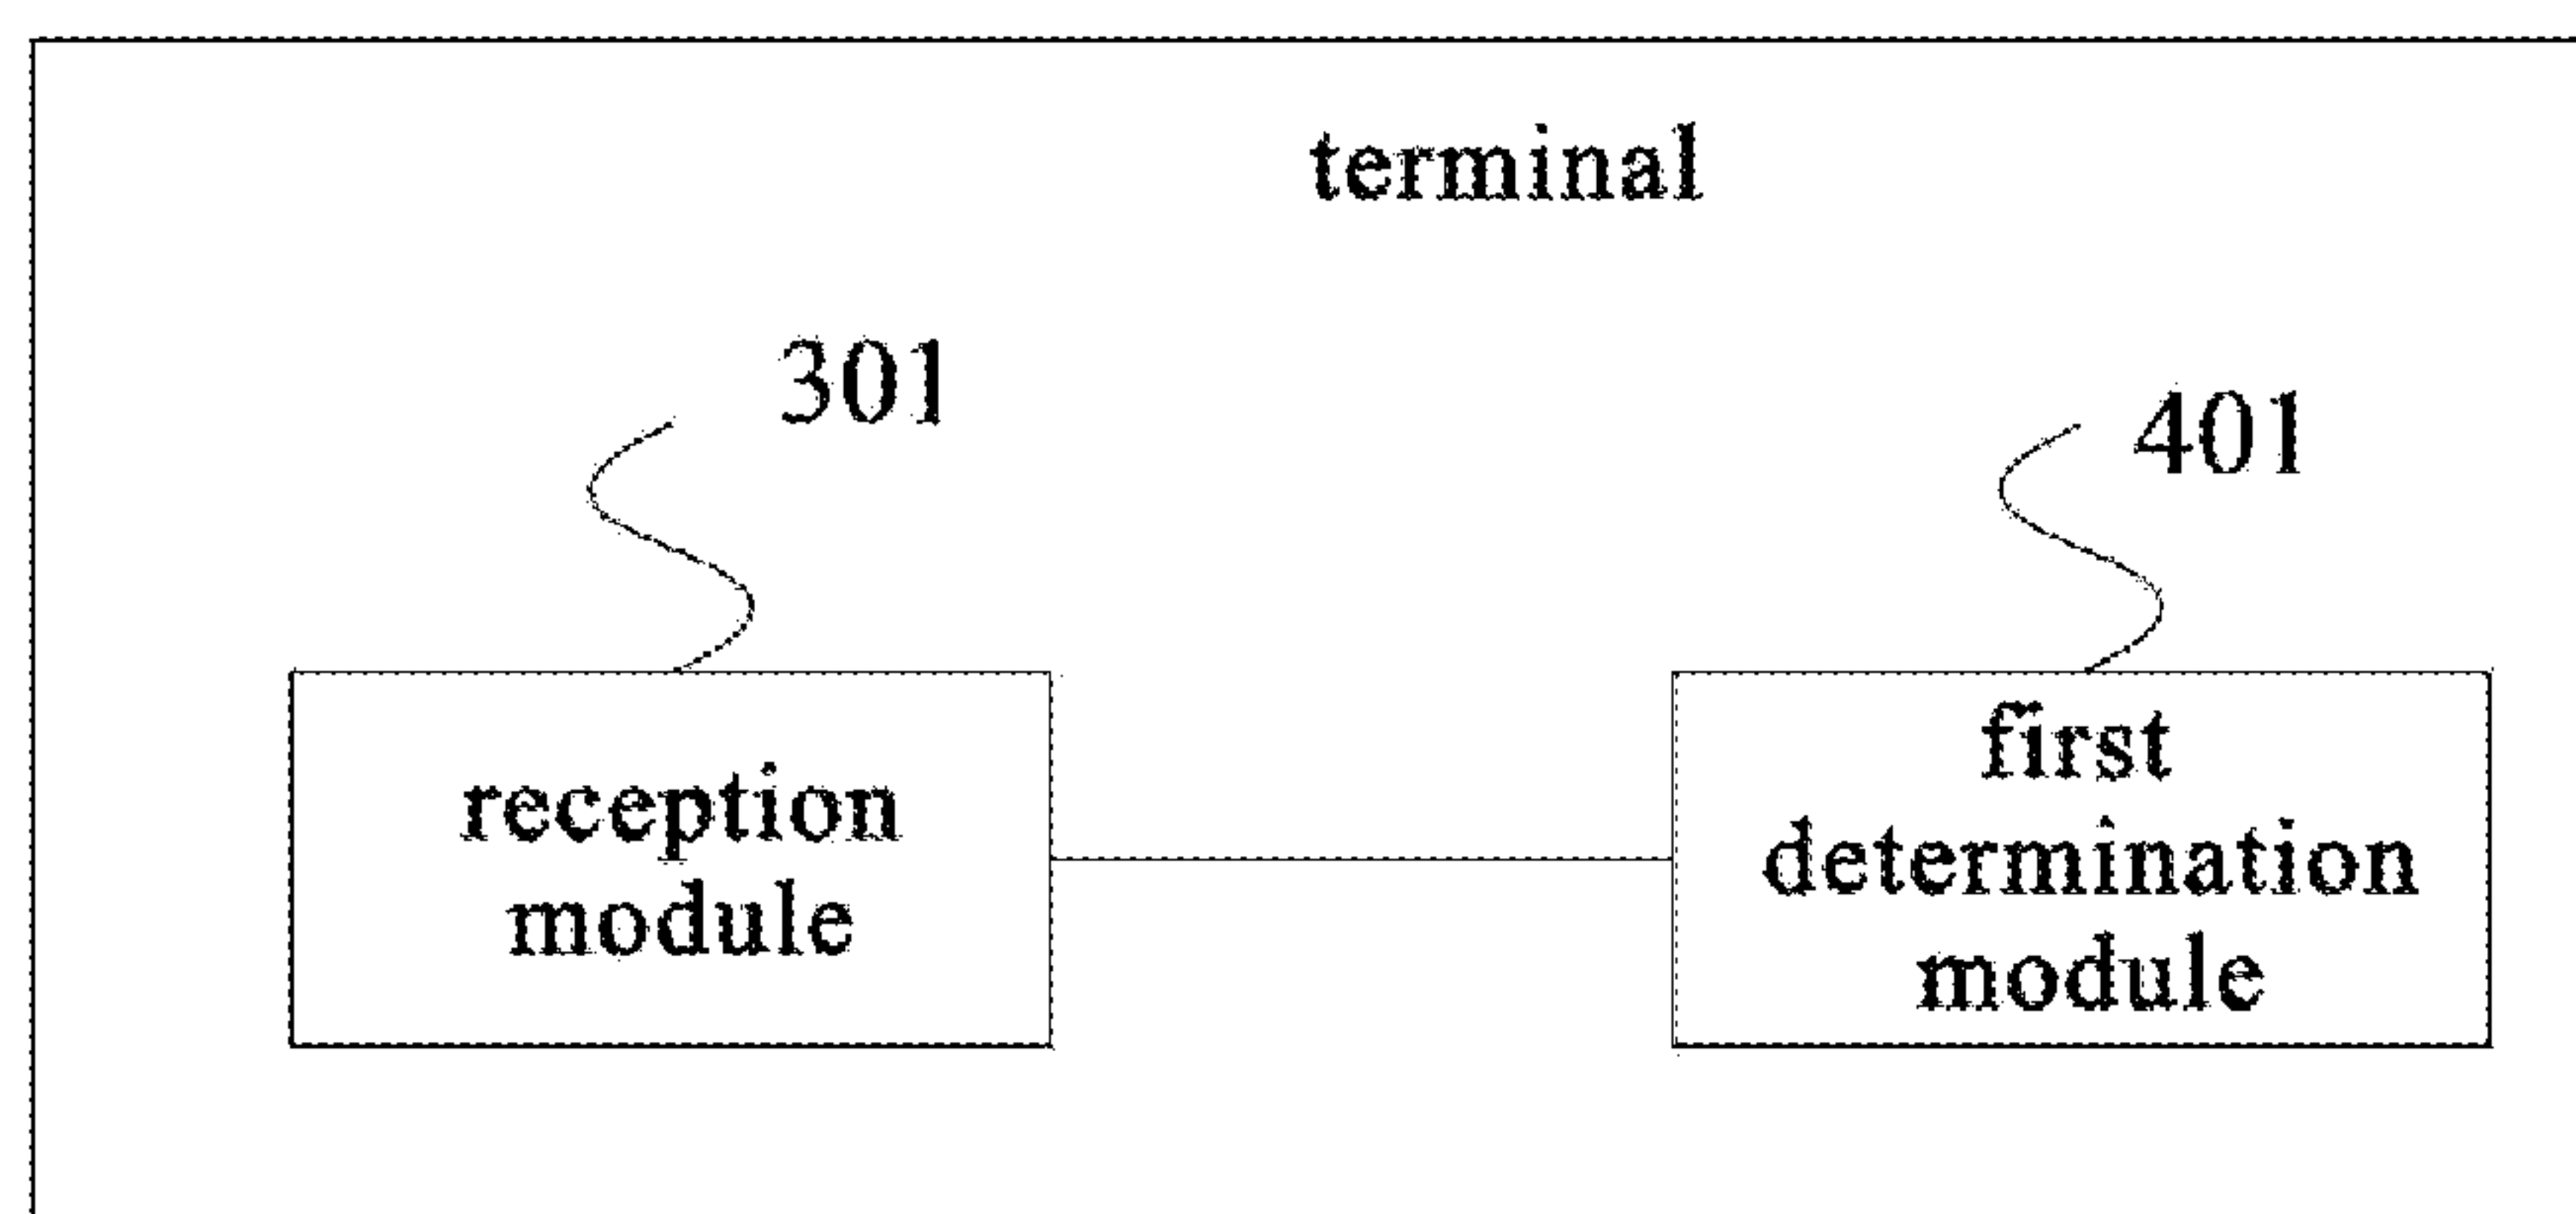 terminal
301
401
reception
module
first
determination
module